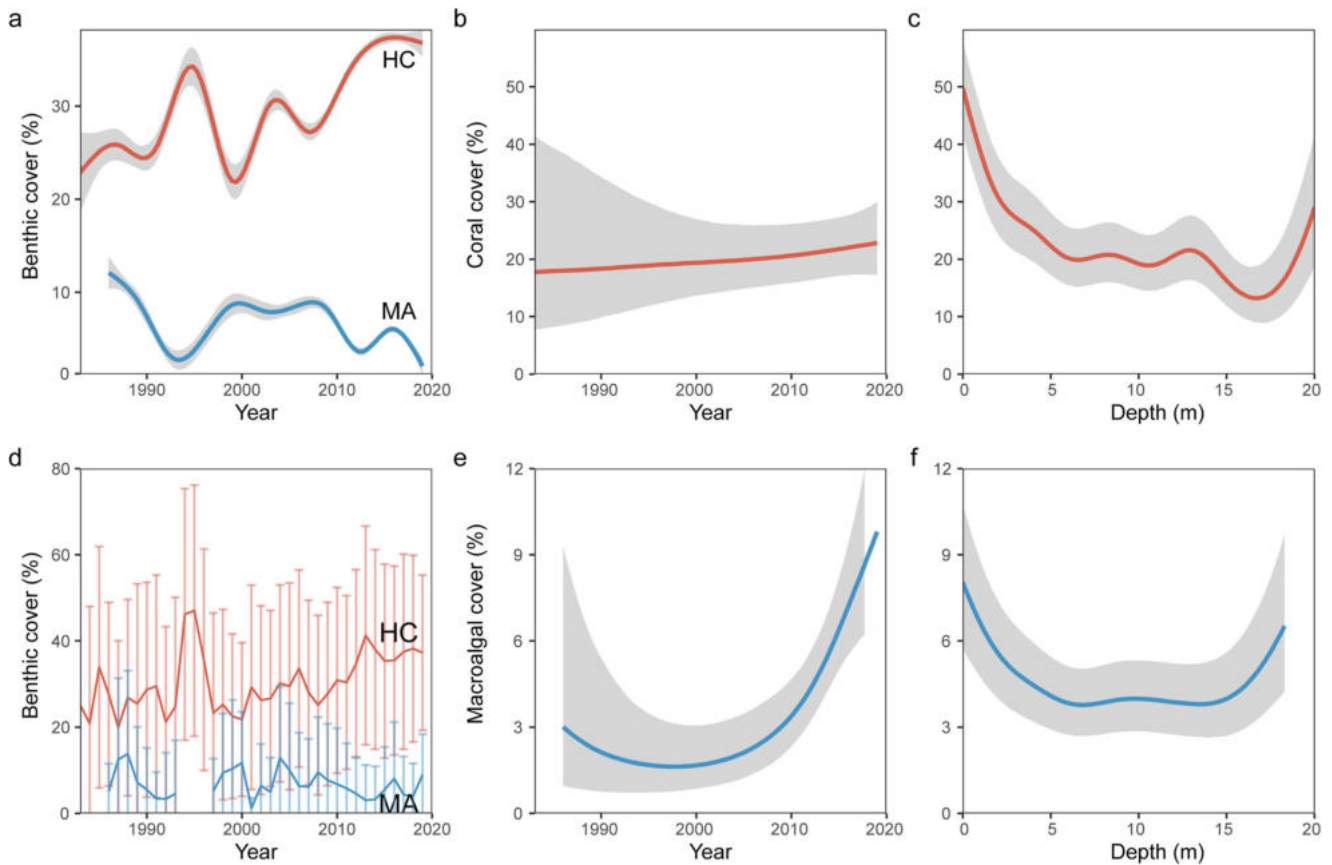 a
Benthic cover (%)
30
20
10
0
HC
MA
1990 2000 2010 2020
Year
b
Coral cover (%)
50
40
30
20
10
0
1990 2000 2010 2020
Year
c
50
40
30
20
10
0
0 5 10 15 20
Depth (m)
d
Benthic cover (%)
80
60
40
20
0
HC
MA
1990 2000 2010 2020
Year
e
Macroalgal cover (%)
12
9
6
3
0
1990 2000 2010 2020
Year
f
12
9
6
3
0
0 5 10 15 20
Depth (m)